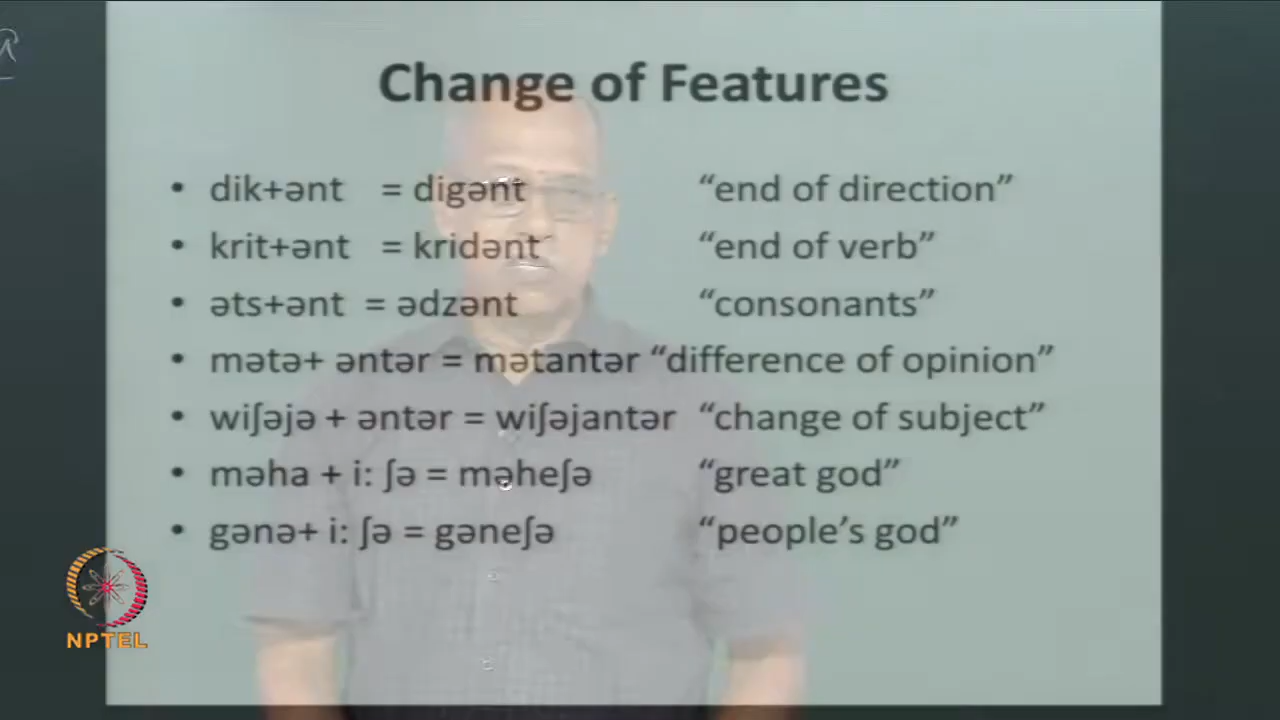 Change of Features
• dik+ənt = digənt “end of direction”
• krit+ənt = kridənt “end of verb”
• əts+ənt = ədzənt “consonants”
• mətə+ əntər = mətantər “difference of opinion”
• wiʃəjə + əntər = wiʃəjantər “change of subject”
• məha + i: ʃə = məheʃə “great god”
• gənə+ i: ʃə = gəneʃə “people’s god”
NPTEL